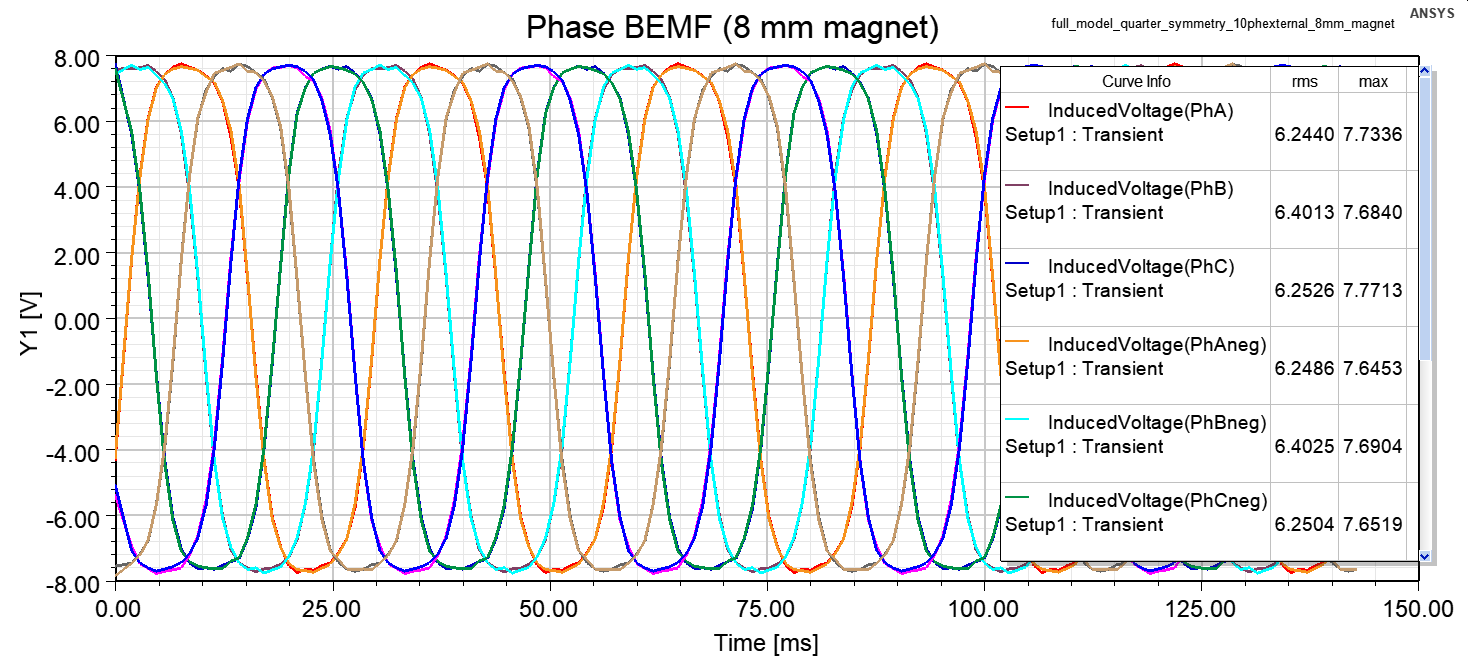 Phase BEMF (8 mm magnet)
full_model_quarter_symmetry_10phexternal_8mm_magnet
ANSYS
Curve Info rms max
InducedVoltage(PhA)
Setup1 : Transient 6.2440 7.7336
InducedVoltage(PhB)
Setup1 : Transient 6.4013 7.6840
InducedVoltage(PhC)
Setup1 : Transient 6.2526 7.7713
InducedVoltage(PhAneg)
Setup1 : Transient 6.2486 7.6453
InducedVoltage(PhBneg)
Setup1 : Transient 6.4025 7.6904
InducedVoltage(PhCneg)
Setup1 : Transient 6.2504 7.6519
8.00
6.00
4.00
2.00
0.00
-2.00
-4.00
-6.00
-8.00
Y1 [V]
0.00 25.00 50.00 75.00 100.00 125.00 150.00
Time [ms]